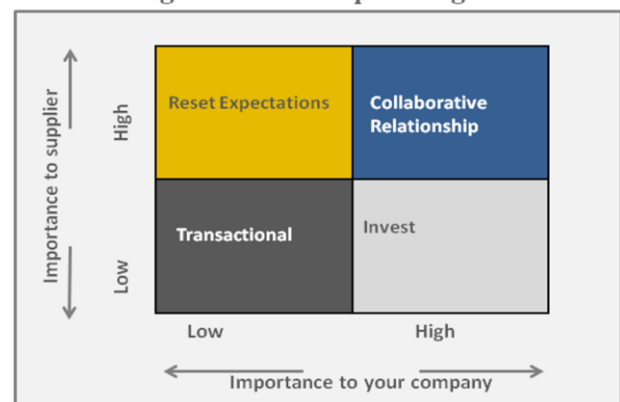 Importance to supplier
High
Low
Reset Expectations
Collaborative
Relationship
Transactional
Invest
Low
High
Importance to your company